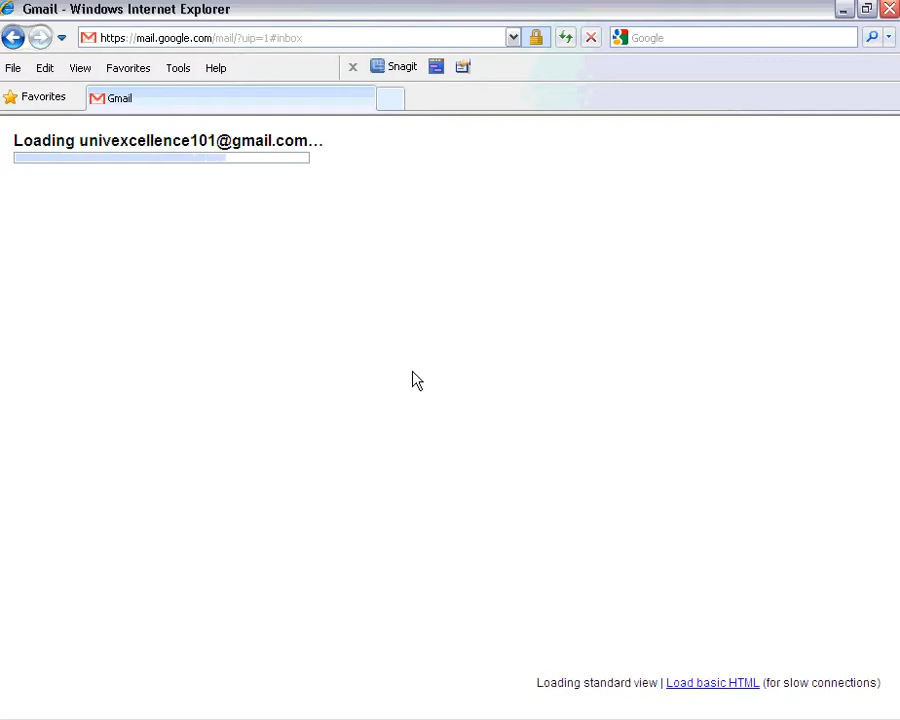 Gmail - Windows Internet Explorer
https://mail.google.com/mail/?uip=1#inbox
Google
File Edit View Favorites Tools Help
Snagit
Favorites
Gmail
Loading univexcellence101@gmail.com...
Loading standard view | Load basic HTML (for slow connections)